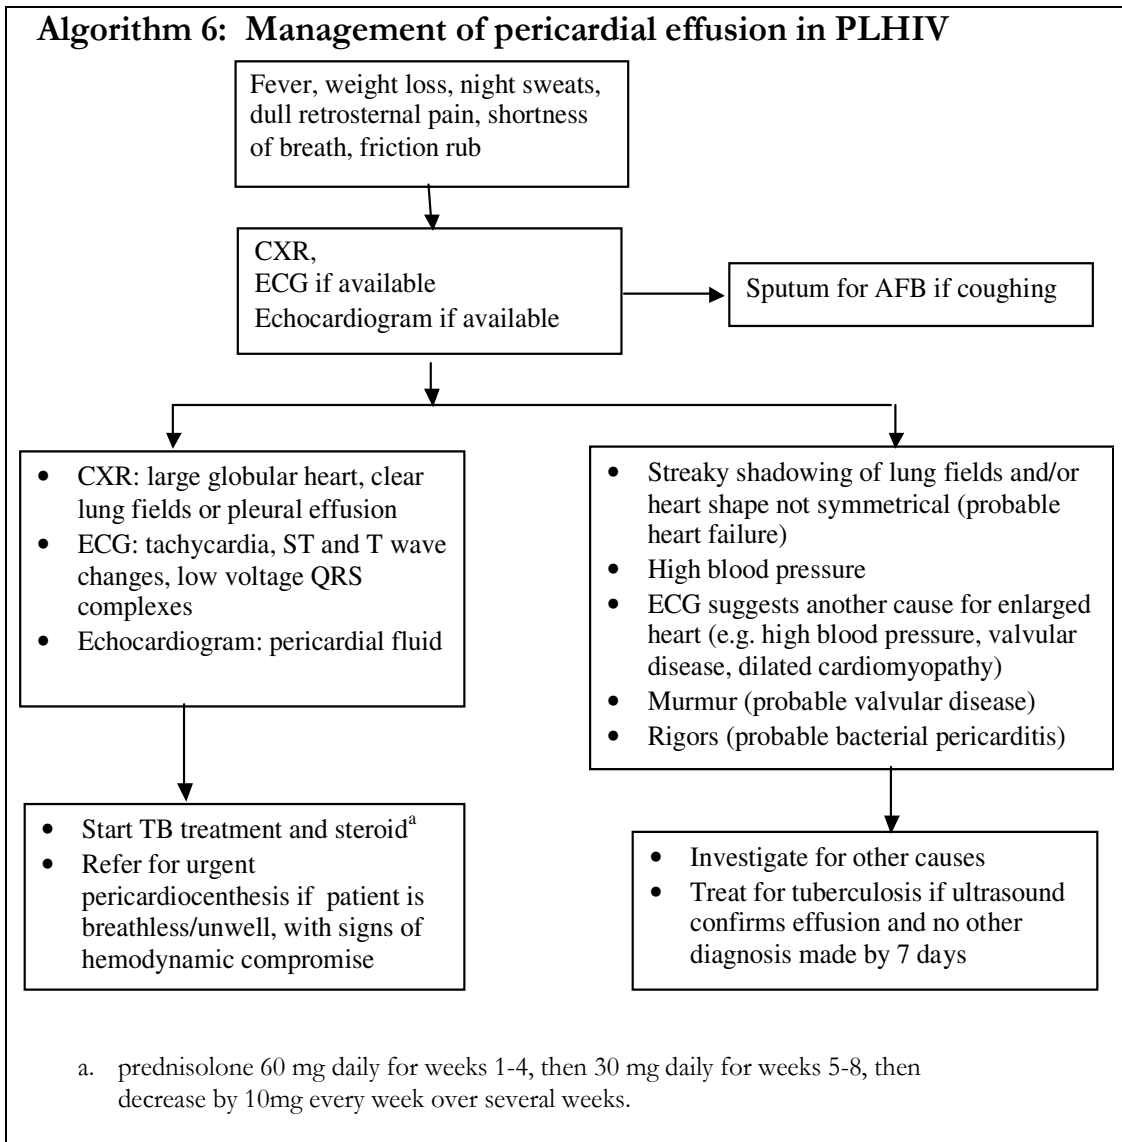 Algorithm 6: Management of pericardial effusion in PLHIV
Fever, weight loss, night sweats,
dull retrosternal pain, shortness
of breath, friction rub
CXR,
ECG if available
Echocardiogram if available
Sputum for AFB if coughing
• CXR: large globular heart, clear
lung fields or pleural effusion
• ECG: tachycardia, ST and T wave
changes, low voltage QRS
complexes
• Echocardiogram: pericardial fluid
• Streaky shadowing of lung fields and/or
heart shape not symmetrical (probable
heart failure)
• High blood pressure
• ECG suggests another cause for enlarged
heart (e.g. high blood pressure, valvular
disease, dilated cardiomyopathy)
• Murmur (probable valvular disease)
• Rigors (probable bacterial pericarditis)
• Start TB treatment and steroidᵃ
• Refer for urgent
pericardiocenthesis if patient is
breathless/unwell, with signs of
hemodynamic compromise
• Investigate for other causes
• Treat for tuberculosis if ultrasound
confirms effusion and no other
diagnosis made by 7 days
a. prednisolone 60 mg daily for weeks 1-4, then 30 mg daily for weeks 5-8, then
decrease by 10mg every week over several weeks.